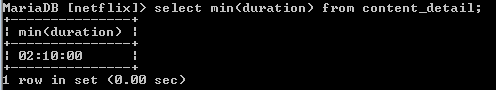 MariaDB [netflix]> select min(duration) from content_detail;
+---------------+
| min(duration) |
+---------------+
| 02:10:00      |
+---------------+
1 row in set (0.00 sec)